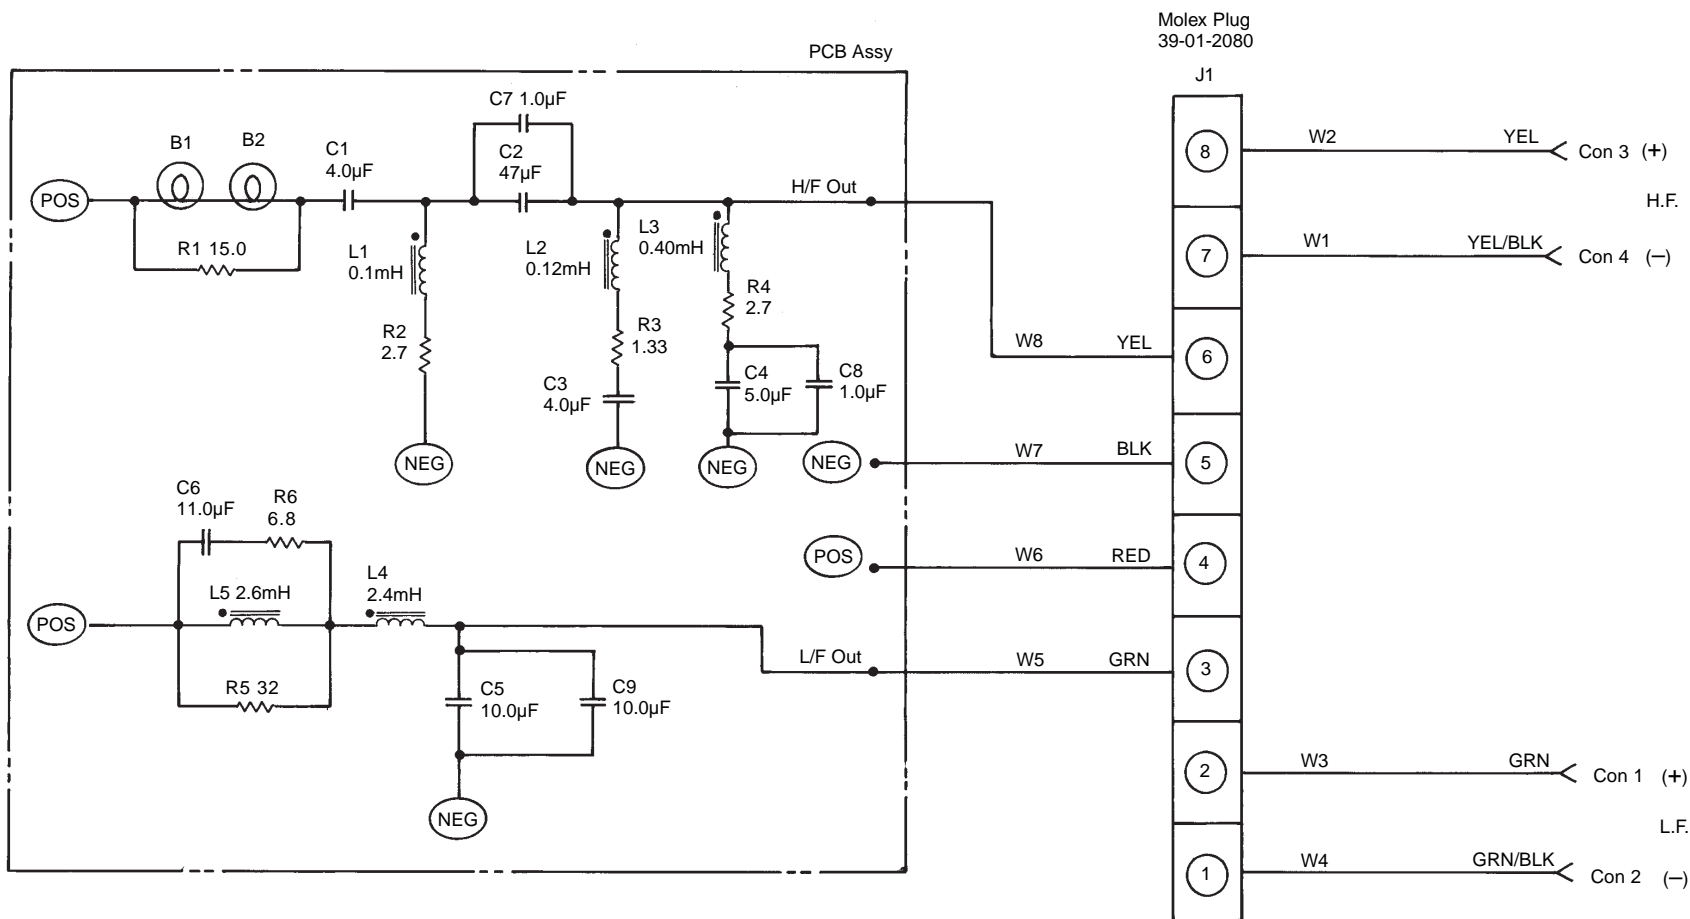 Molex Plug
39-01-2080
J1
PCB Assy
C7 1.0µF
B1
B2
C1
4.0µF
C2
47µF
POS
R1 15.0
H/F Out
L1
0.1mH
L2
0.12mH
L3
0.40mH
R2
2.7
R3
1.33
R4
2.7
C3
4.0µF
C4
5.0µF
C8
1.0µF
NEG
NEG
NEG
NEG
C6
11.0µF
R6
6.8
L5 2.6mH
L4
2.4mH
POS
POS
R5 32
L/F Out
C5
10.0µF
C9
10.0µF
NEG
8
W2
YEL
Con 3 (+)
H.F.
7
W1
YEL/BLK
Con 4 (–)
W8
YEL
6
W7
BLK
5
W6
RED
4
W5
GRN
3
2
W3
GRN
Con 1 (+)
L.F.
1
W4
GRN/BLK
Con 2 (–)